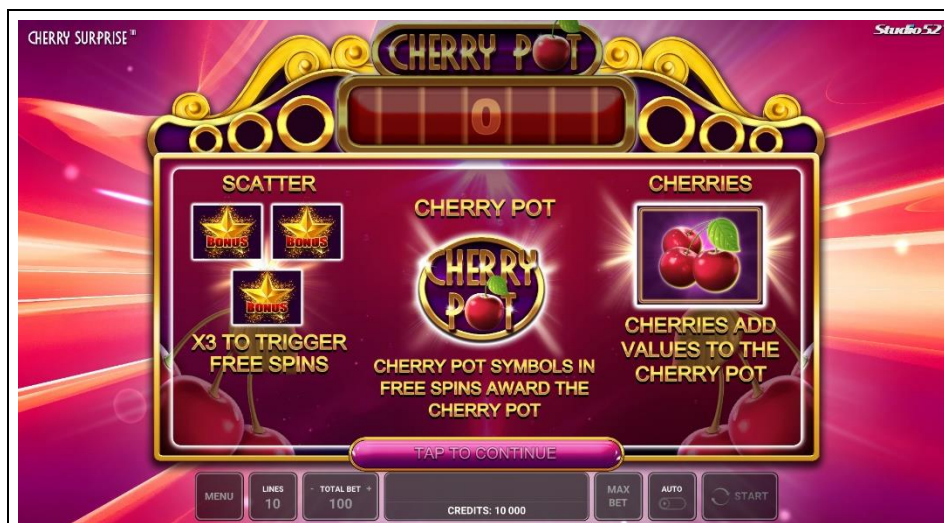 CHERRY SURPRISE™
Studio52
CHERRY POT
0
SCATTER
BONUS
BONUS
BONUS
X3 TO TRIGGER
FREE SPINS
CHERRY POT
CHERRY
POT
CHERRY POT SYMBOLS IN
FREE SPINS AWARD THE
CHERRY POT
CHERRIES
CHERRIES ADD
VALUES TO THE
CHERRY POT
TAP TO CONTINUE
MENU
LINES
10
- TOTAL BET +
100
CREDITS: 10 000
MAX
BET
AUTO
START